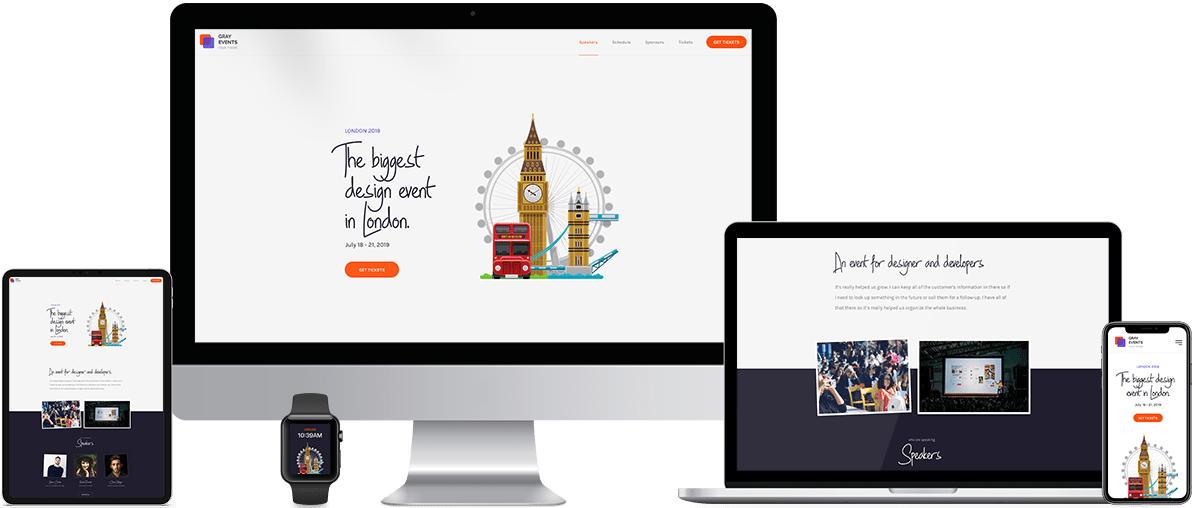 GRAY
EVENTS
YOUR THEME
Speakers
Schedule
Sponsors
Tickets
GET TICKETS
LONDON 2019
The biggest
design event
in London.
July 18 - 21, 2019
GET TICKETS
The biggest
design event
in London.
An event for designer and developers
Speakers
10:39AM
An event for designer and developers
It's really helped us grow. I can keep all of the customer's information in there so if
I need to look up something in the future or call them for a follow-up. I have all of
that there so it's really helped us organize the whole business.
who are speaking
Speakers
GRAY
EVENTS
LONDON 2019
The biggest design
event in London.
July 18 - 21, 2019
GET TICKETS